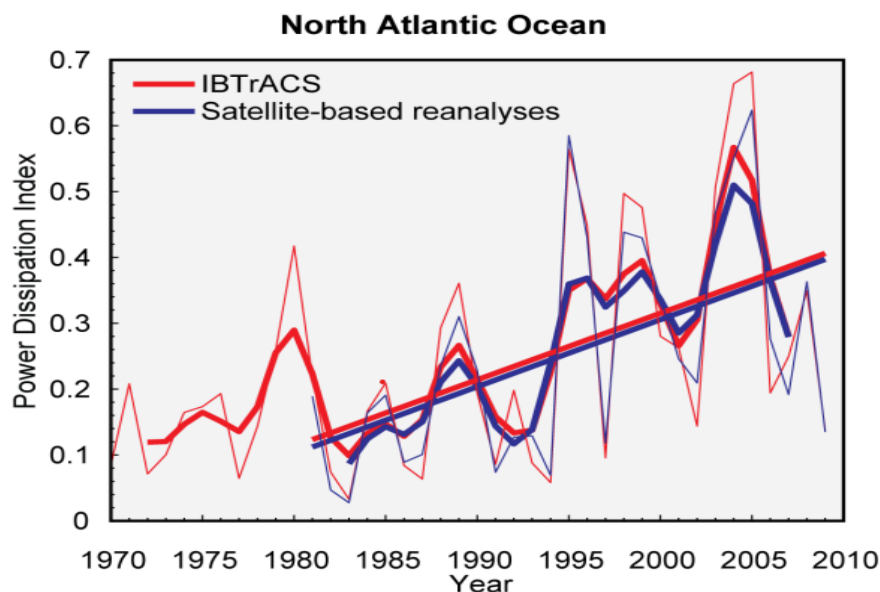 North Atlantic Ocean
0.7
IBTrACS
Satellite-based reanalyses
0.6
0.5
0.4
0.3
0.2
0.1
0
Power Dissipation Index
1970 1975 1980 1985 1990 1995 2000 2005 2010
Year